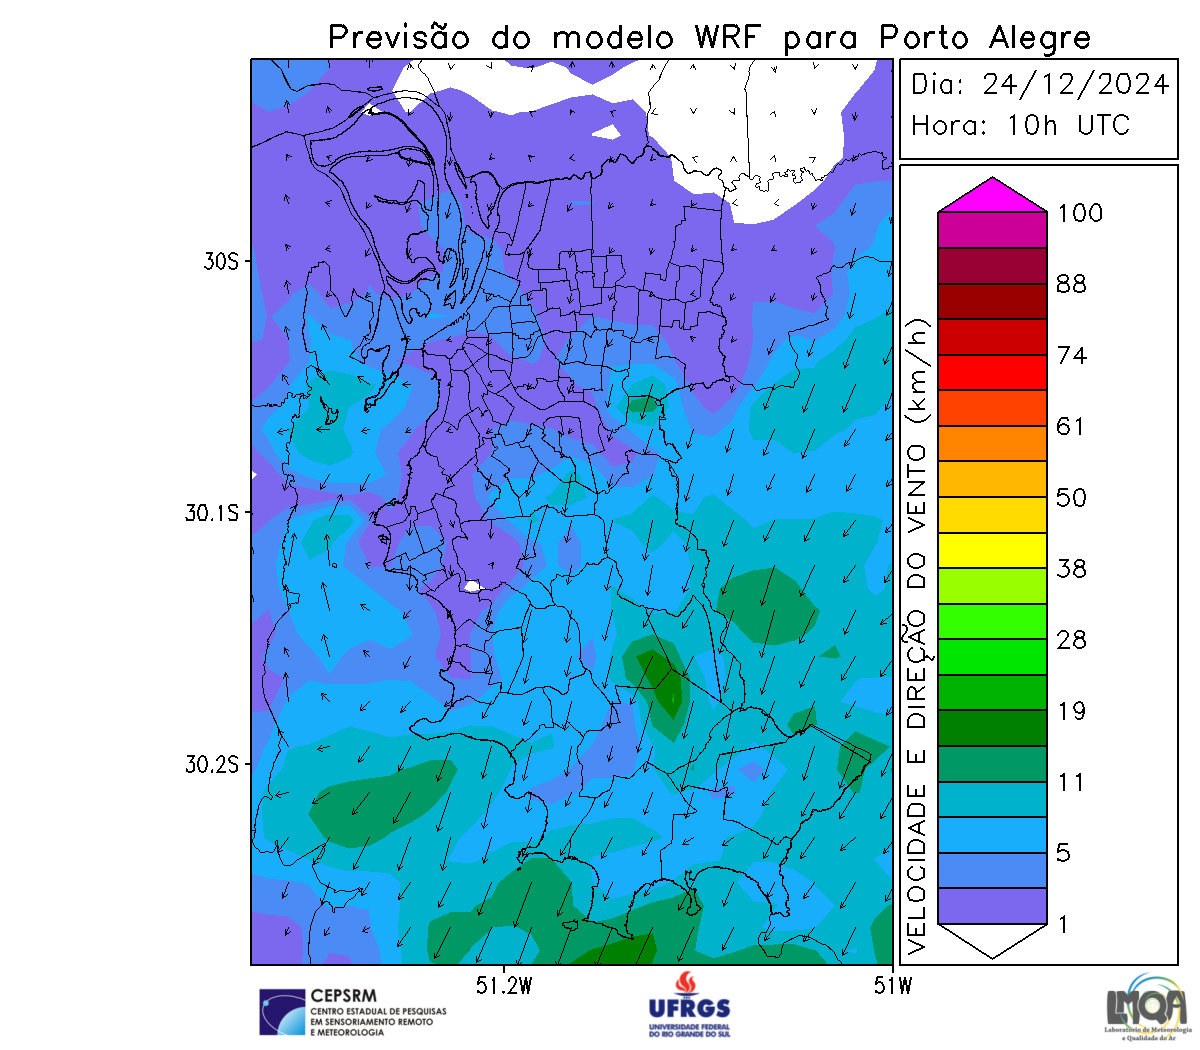 Previsão do modelo WRF para Porto Alegre
Dia: 24/12/2024
Hora: 10h UTC
30S
30.1S
30.2S
51.2W
51W
VELOCIDADE E DIREÇÃO DO VENTO (km/h)
100
88
74
61
50
38
28
19
11
5
1
CEPSRM
CENTRO ESTADUAL DE PESQUISAS
EM SENSORIAMENTO REMOTO
E METEOROLOGIA
UFRGS
UNIVERSIDADE FEDERAL
DO RIO GRANDE DO SUL
LMQA
Laboratório de Meteorologia
e Qualidade do Ar